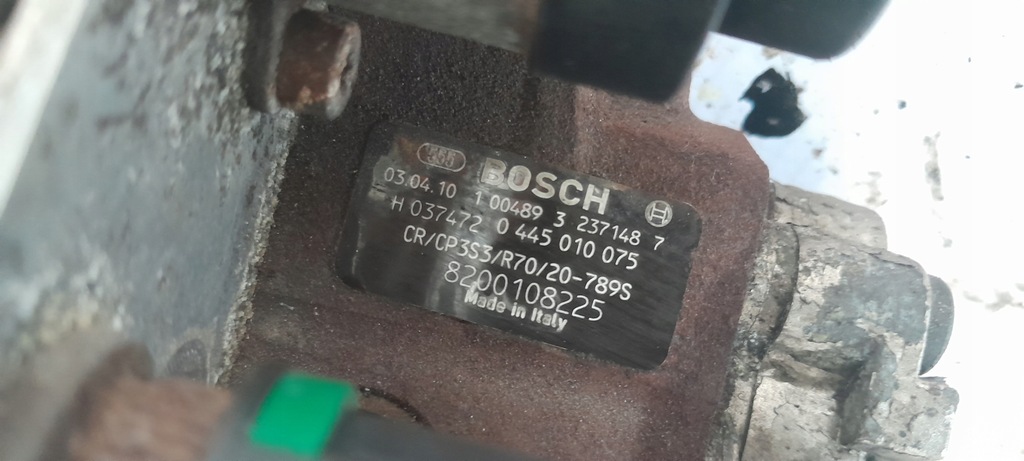 BOSCH
03.04.10 1 00489 3 237148 7
H 037472 0 445 010 075
CR/CP3S3/R70/20-789S
8200108225
Made in Italy